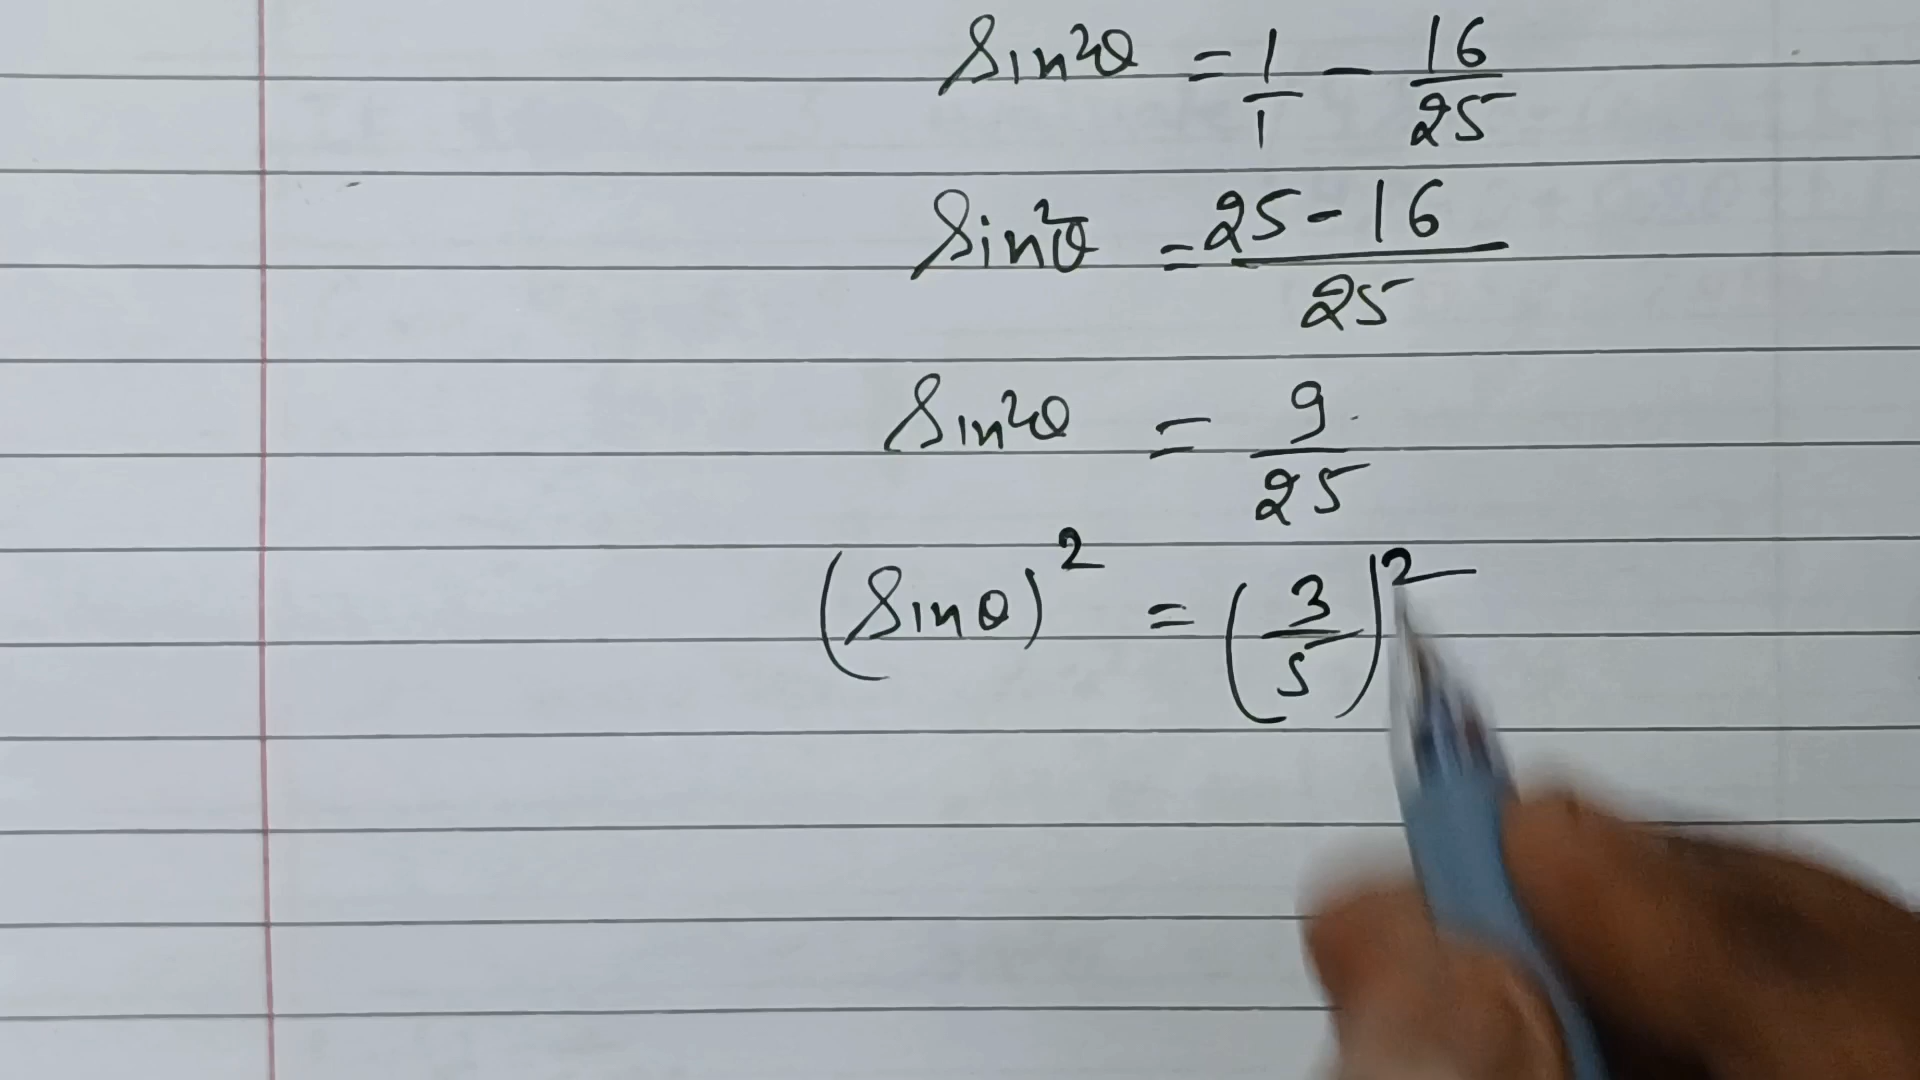 Sin²θ = 1/1 - 16/25
Sin²θ = 25-16/25
Sin²θ = 9/25
(Sinθ)² = (3/5)²